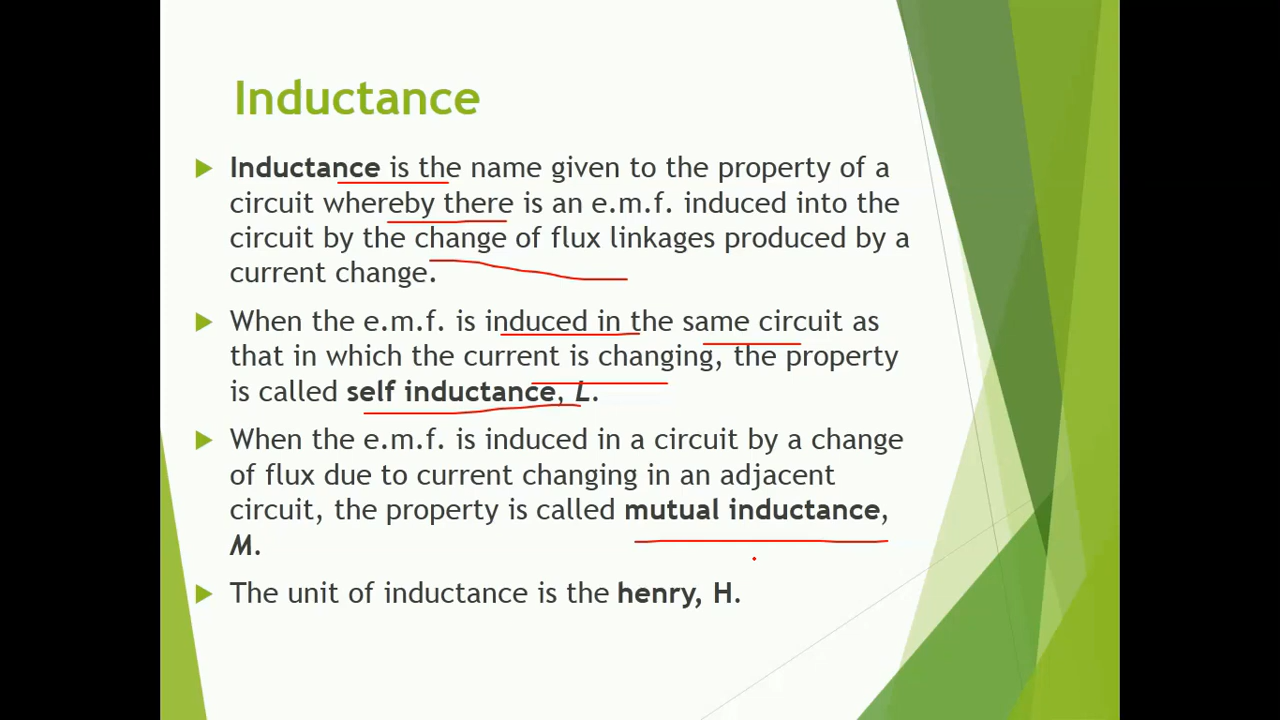 Inductance
Inductance is the name given to the property of a
circuit whereby there is an e.m.f. induced into the
circuit by the change of flux linkages produced by a
current change.
When the e.m.f. is induced in the same circuit as
that in which the current is changing, the property
is called self inductance, L.
When the e.m.f. is induced in a circuit by a change
of flux due to current changing in an adjacent
circuit, the property is called mutual inductance,
M.
The unit of inductance is the henry, H.